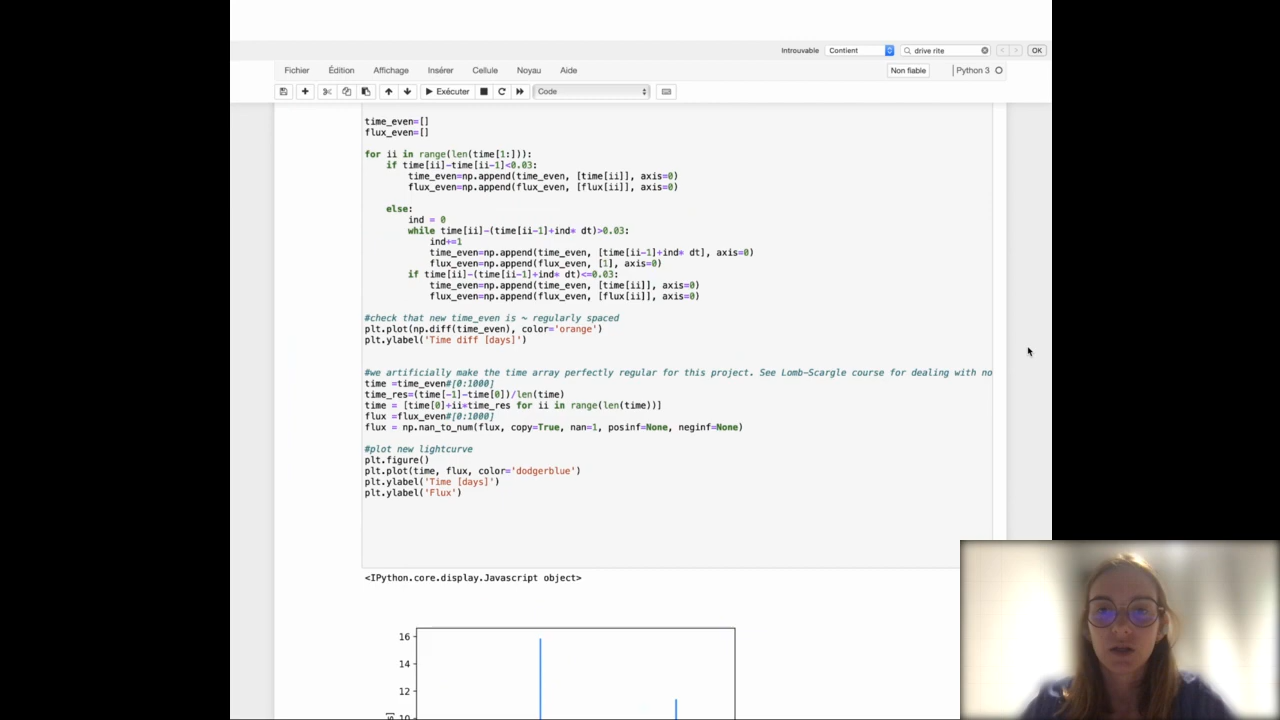 Introuvable Contient drive rite OK
Fichier Édition Affichage Insérer Cellule Noyau Aide Non fiable Python 3
Exécuter Code
time_even=[]
flux_even=[]
for ii in range(len(time[1:])):
if time[ii]-time[ii-1]<0.03:
time_even=np.append(time_even, [time[ii]], axis=0)
flux_even=np.append(flux_even, [flux[ii]], axis=0)
else:
ind = 0
while time[ii]-(time[ii-1]+ind* dt)>0.03:
ind+=1
time_even=np.append(time_even, [time[ii-1]+ind* dt], axis=0)
flux_even=np.append(flux_even, [1], axis=0)
if time[ii]-(time[ii-1]+ind* dt)<=0.03:
time_even=np.append(time_even, [time[ii]], axis=0)
flux_even=np.append(flux_even, [flux[ii]], axis=0)
#check that new time_even is ~ regularly spaced
plt.plot(np.diff(time_even), color='orange')
plt.ylabel('Time diff [days]')
#we artificially make the time array perfectly regular for this project. See Lomb-Scargle course for dealing with no
time =time_even#[0:1000]
time_res=(time[-1]-time[0])/len(time)
time = [time[0]+ii*time_res for ii in range(len(time))]
flux =flux_even#[0:1000]
flux = np.nan_to_num(flux, copy=True, nan=1, posinf=None, neginf=None)
#plot new lightcurve
plt.figure()
plt.plot(time, flux, color='dodgerblue')
plt.ylabel('Time [days]')
plt.ylabel('Flux')
<IPython.core.display.Javascript object>
16
14
12
10